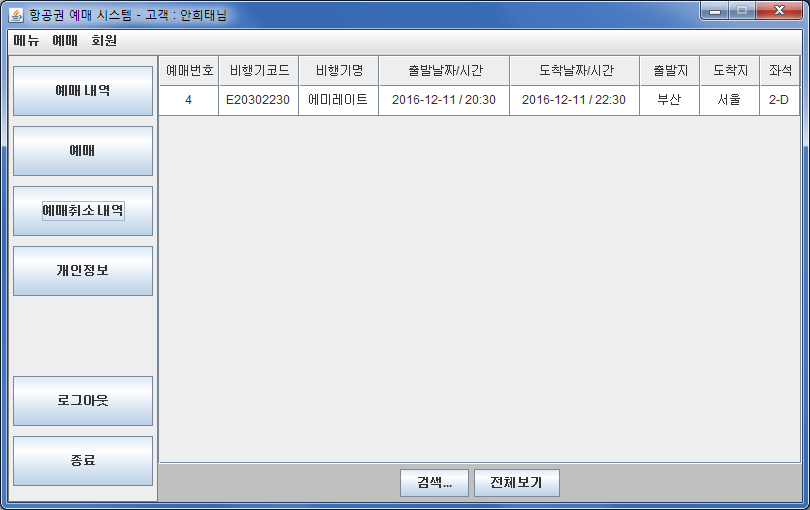 항공권 예매 시스템 - 고객 : 안희태님
메뉴 예매 회원
예매 내역
예매
예매취소내역
개인정보
로그아웃
종료
예매번호 비행기코드 비행기명 출발날짜/시간 도착날짜/시간 출발지 도착지 좌석
4 E20302230 에미레이트 2016-12-11 / 20:30 2016-12-11 / 22:30 부산 서울 2-D
검색... 전체보기